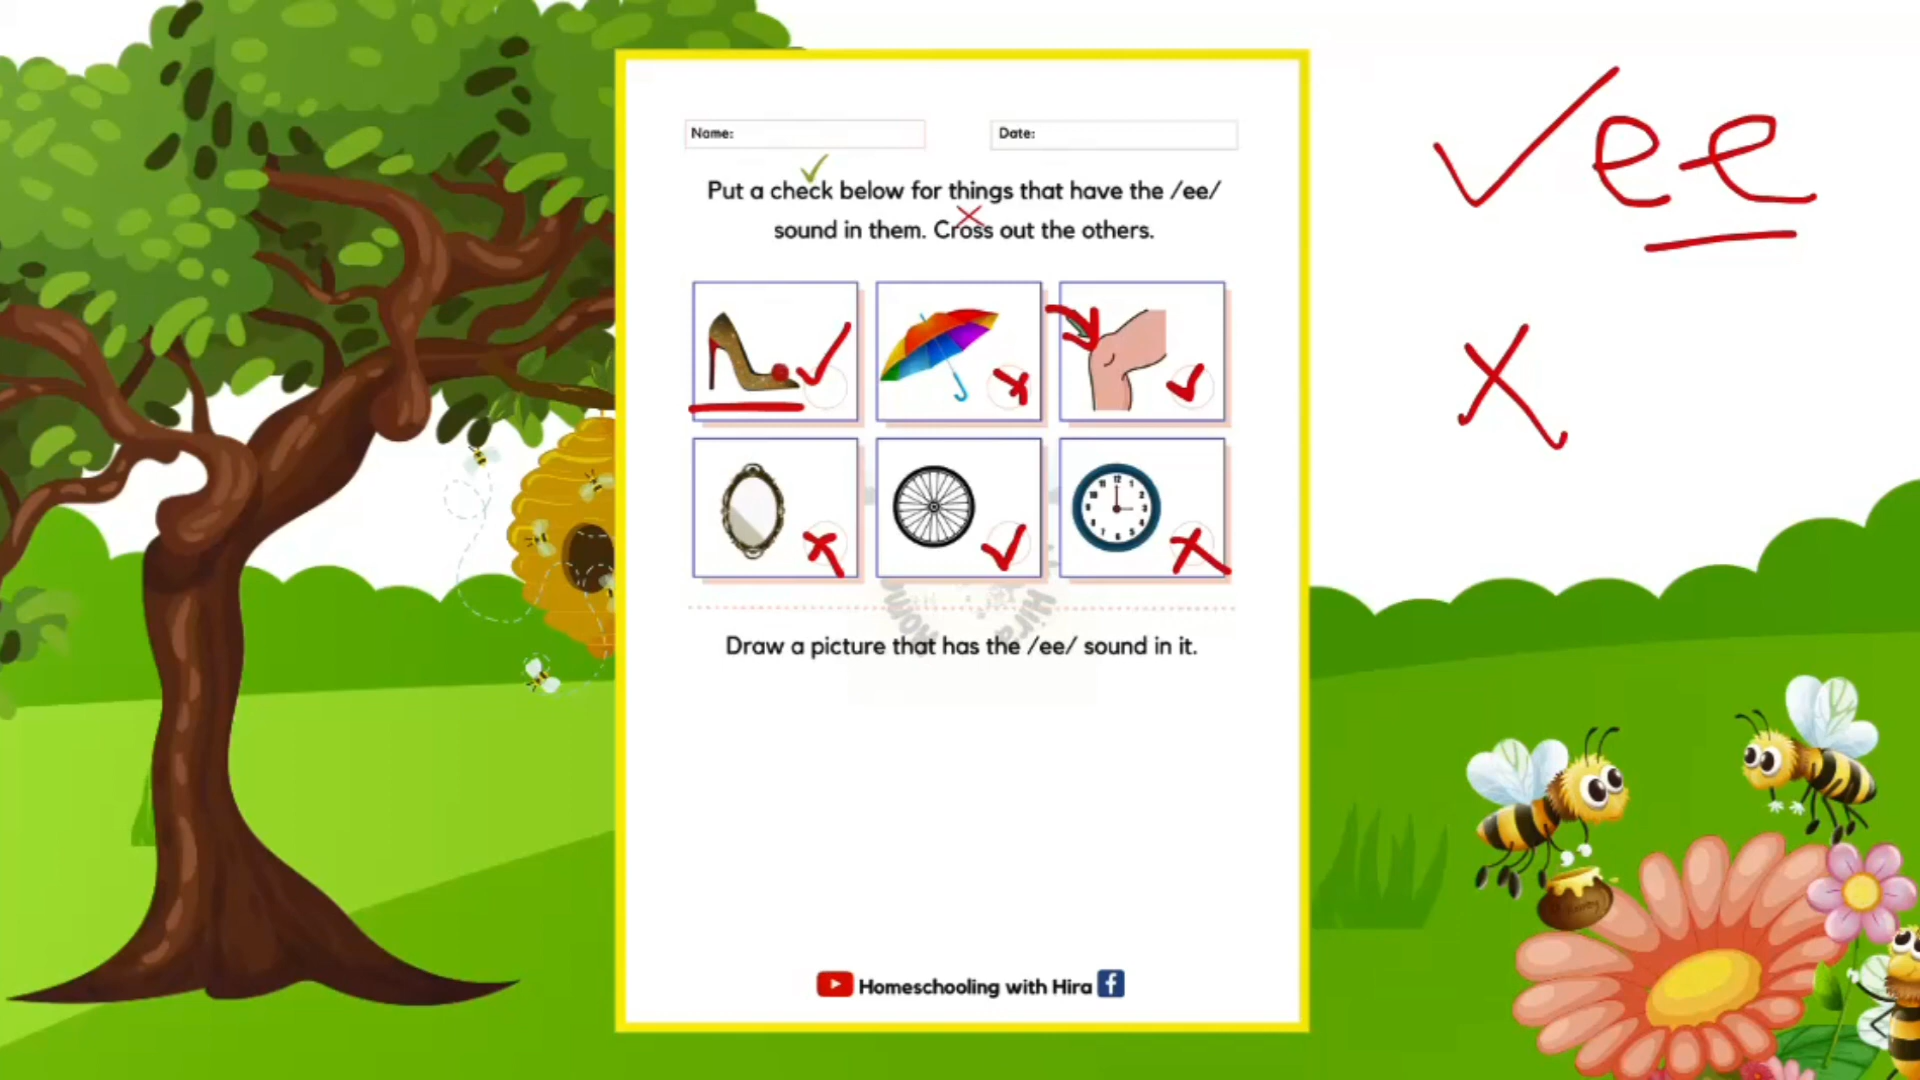 Name:
Date:
Put a check below for things that have the /ee/
sound in them. Cross out the others.
Draw a picture that has the /ee/ sound in it.
Homeschooling with Hira
ee